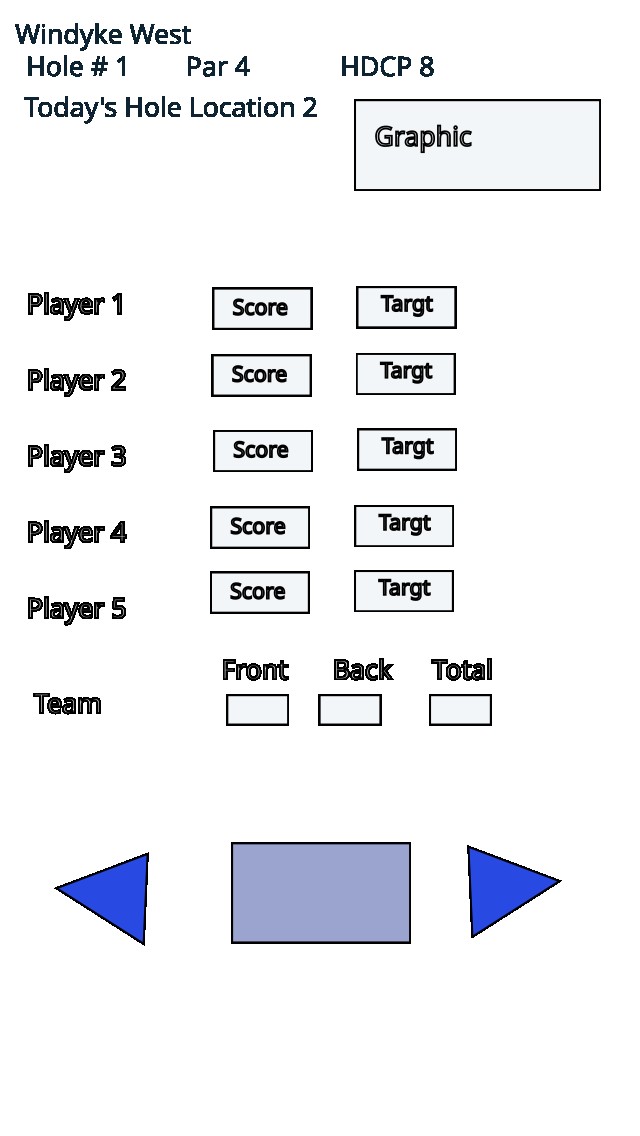 Windyke West
Hole # 1 Par 4 HDCP 8
Today's Hole Location 2
Graphic
Player 1 Score Targt
Player 2 Score Targt
Player 3 Score Targt
Player 4 Score Targt
Player 5 Score Targt
Front Back Total
Team